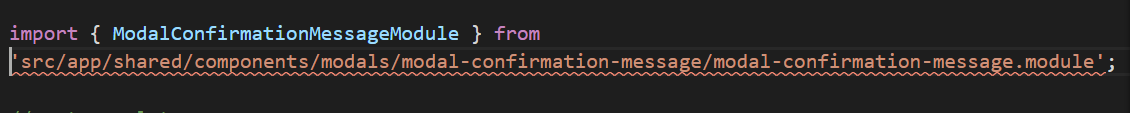 import { ModalConfirmationMessageModule } from
'src/app/shared/components/modals/modal-confirmation-message/modal-confirmation-message.module';